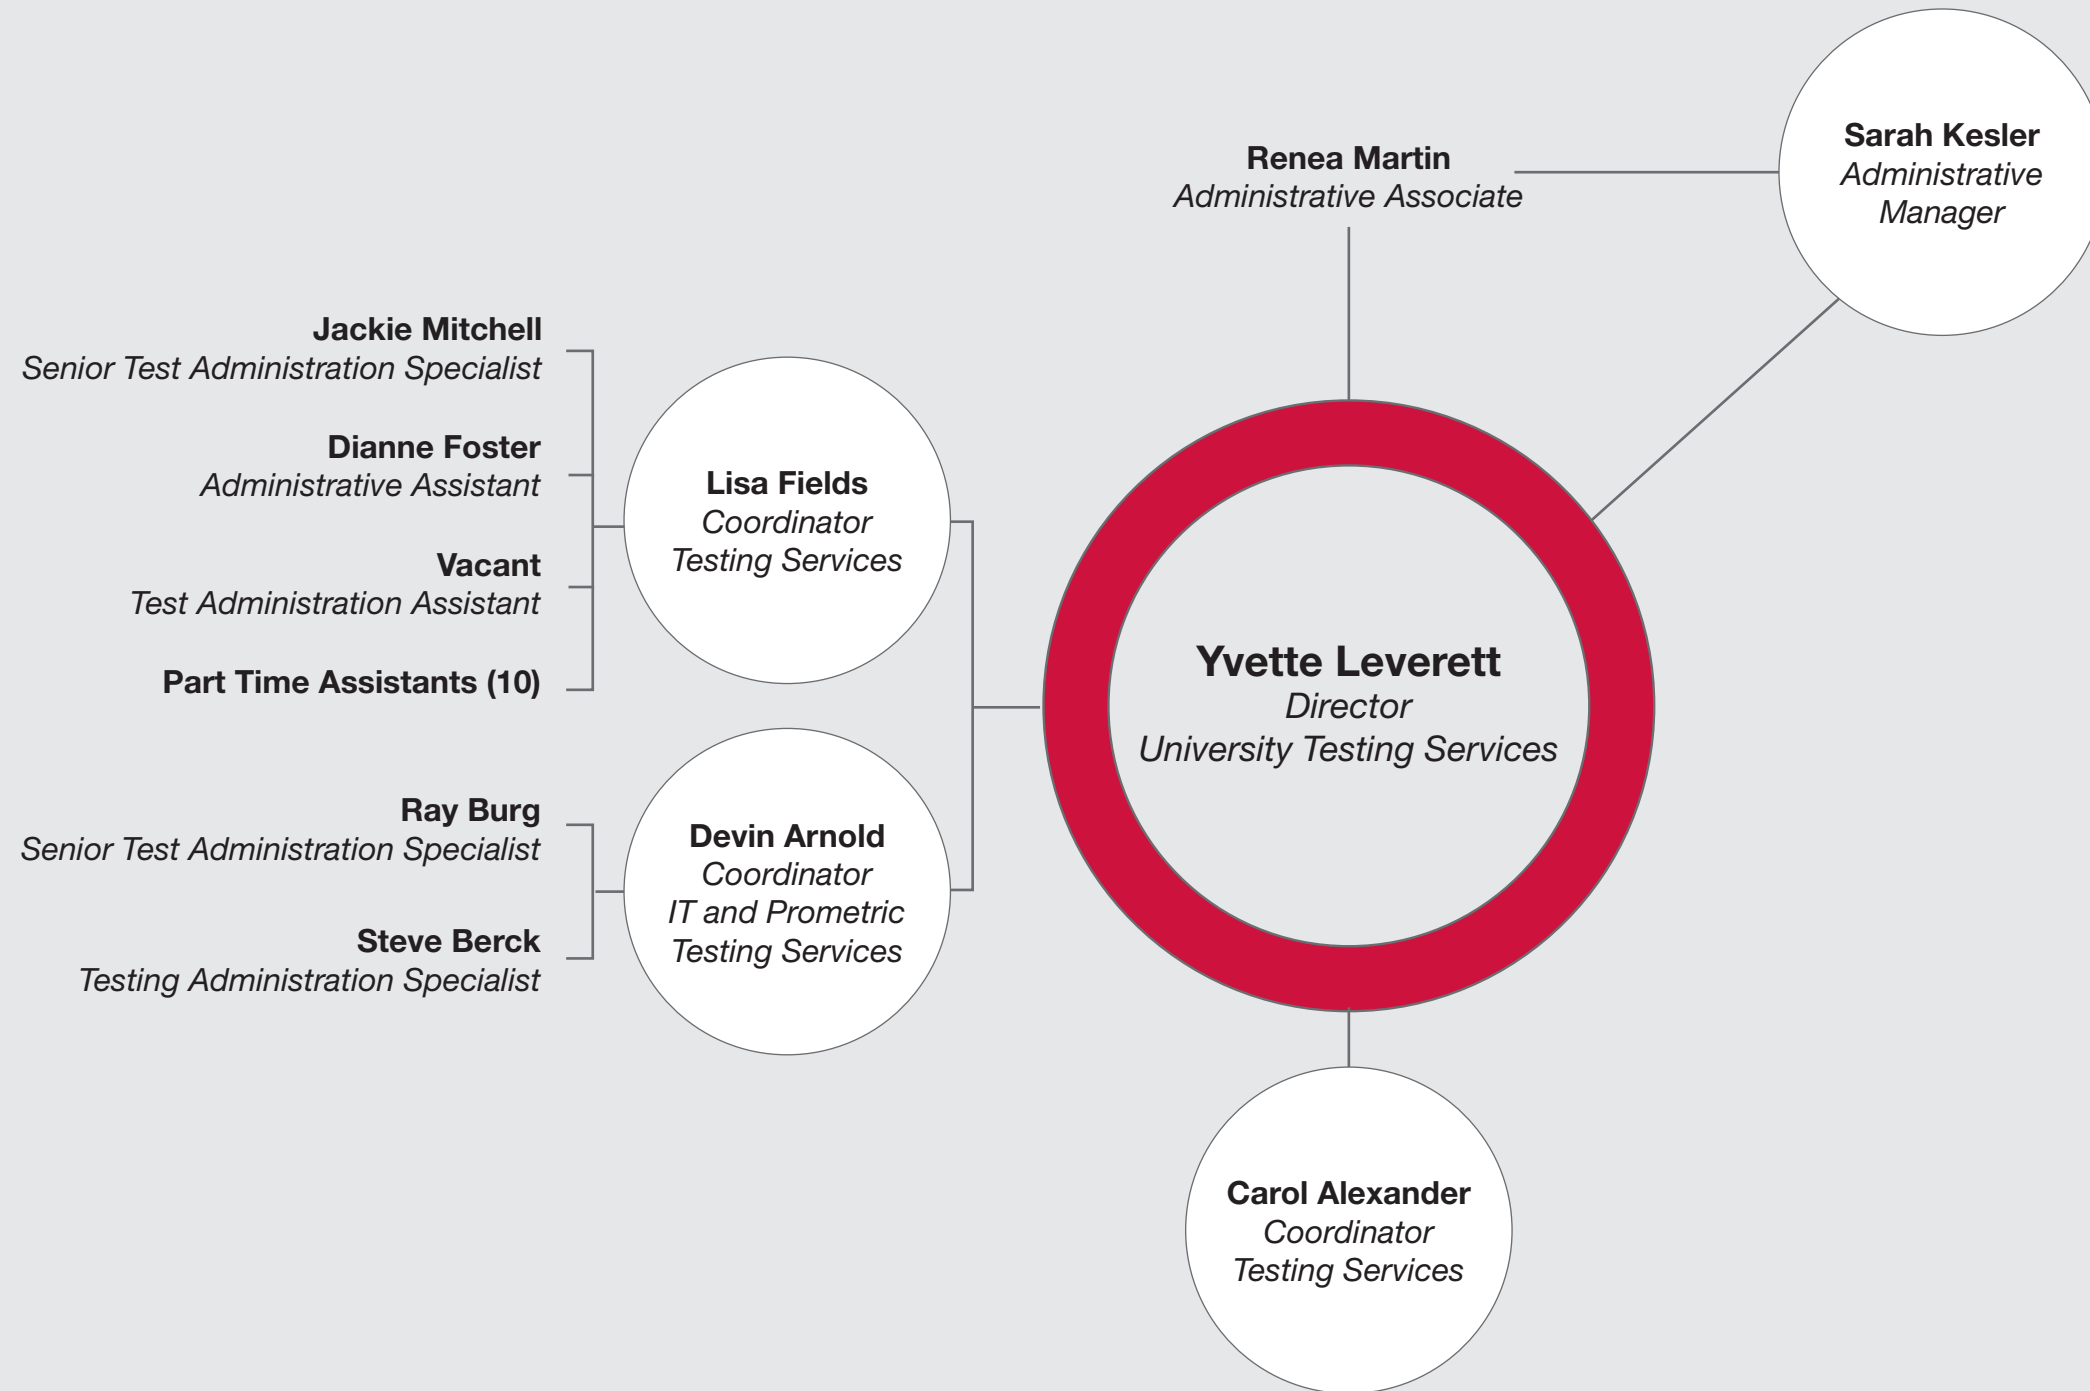 Sarah Kesler
Administrative
Manager
Renea Martin
Administrative Associate
Jackie Mitchell
Senior Test Administration Specialist
Dianne Foster
Administrative Assistant
Vacant
Test Administration Assistant
Part Time Assistants (10)
Lisa Fields
Coordinator
Testing Services
Ray Burg
Senior Test Administration Specialist
Steve Berck
Testing Administration Specialist
Devin Arnold
Coordinator
IT and Prometric
Testing Services
Yvette Leverett
Director
University Testing Services
Carol Alexander
Coordinator
Testing Services